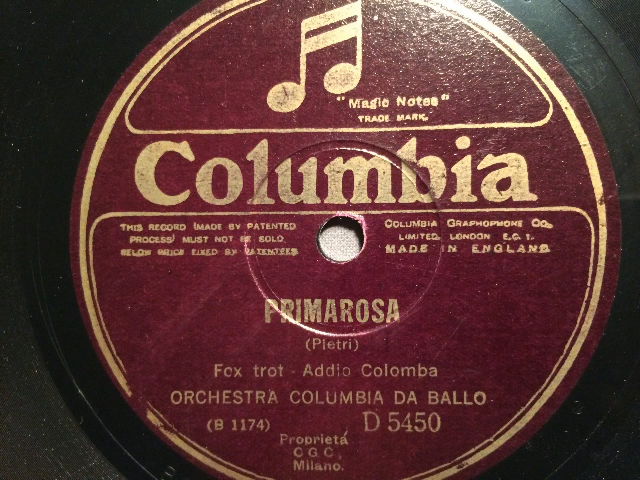 "Magic Notes"
TRADE MARK.
Columbia
THIS RECORD (MADE BY PATENTED
PROCESS) MUST NOT BE SOLD
BELOW PRICE FIXED BY PATENTEES
COLUMBIA GRAPHOPHONE CO.
LIMITED, LONDON E.C.1.
MADE IN ENGLAND
PRIMAROSA
(Pietri)
Fox trot - Addio Colomba
ORCHESTRA COLUMBIA DA BALLO
(B 1174) D 5450
Proprietá
C G C,
Milano.